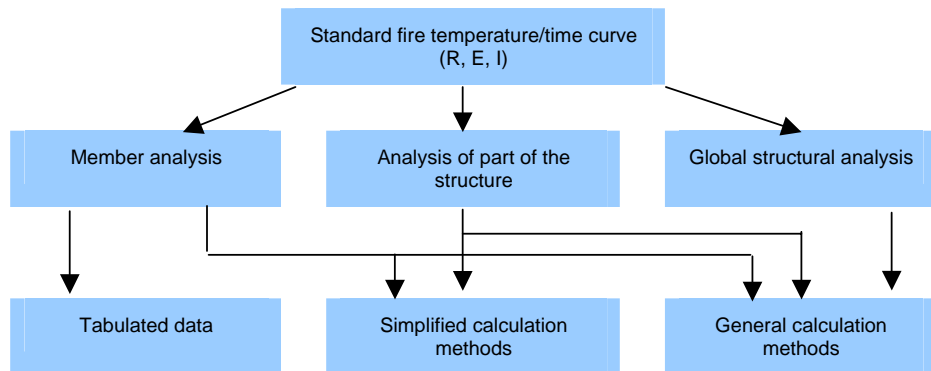 Standard fire temperature/time curve
(R, E, I)
Member analysis
Analysis of part of the
structure
Global structural analysis
Tabulated data
Simplified calculation
methods
General calculation
methods